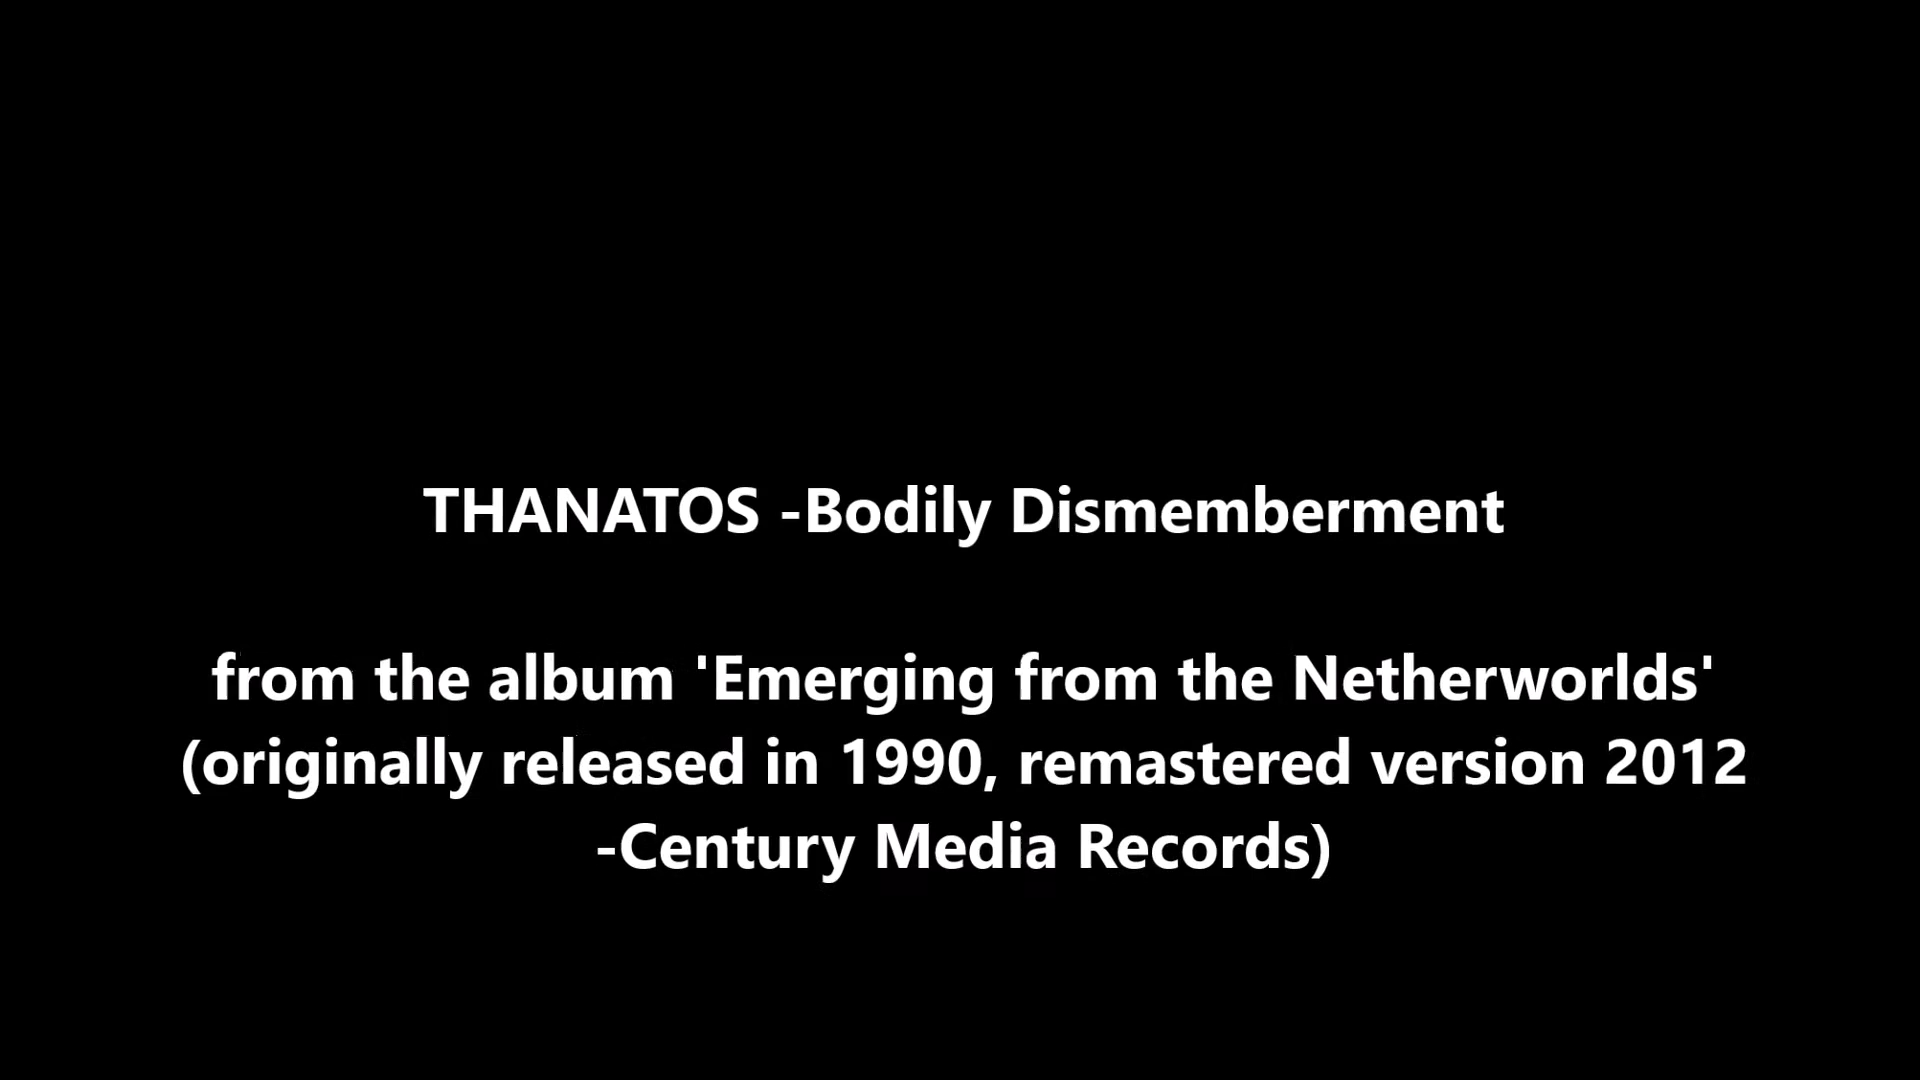 THANATOS -Bodily Dismemberment
from the album 'Emerging from the Netherworlds'
(originally released in 1990, remastered version 2012
-Century Media Records)